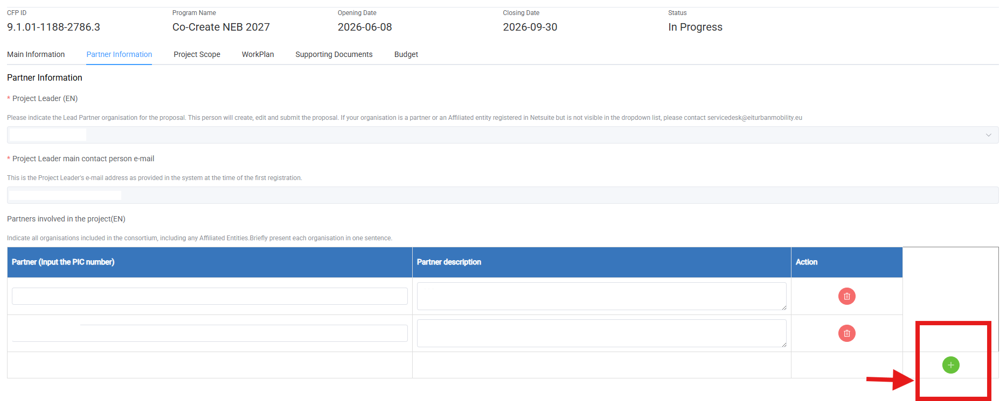 CFP ID Program Name Opening Date Closing Date Status
9.1.01-1188-2786.3 Co-Create NEB 2027 2026-06-08 2026-09-30 In Progress
Main Information Partner Information Project Scope WorkPlan Supporting Documents Budget
Partner Information
* Project Leader (EN)
Please indicate the Lead Partner organisation for the proposal. This person will create, edit and submit the proposal. If your organisation is a partner or an Affiliated entity registered in Netsuite but is not visible in the dropdown list, please contact servicedesk@eiturbanmobility.eu
* Project Leader main contact person e-mail
This is the Project Leader's e-mail address as provided in the system at the time of the first registration.
Partners involved in the project(EN)
Indicate all organisations included in the consortium, including any Affiliated Entities.Briefly present each organisation in one sentence.
Partner (Input the PIC number) Partner description Action